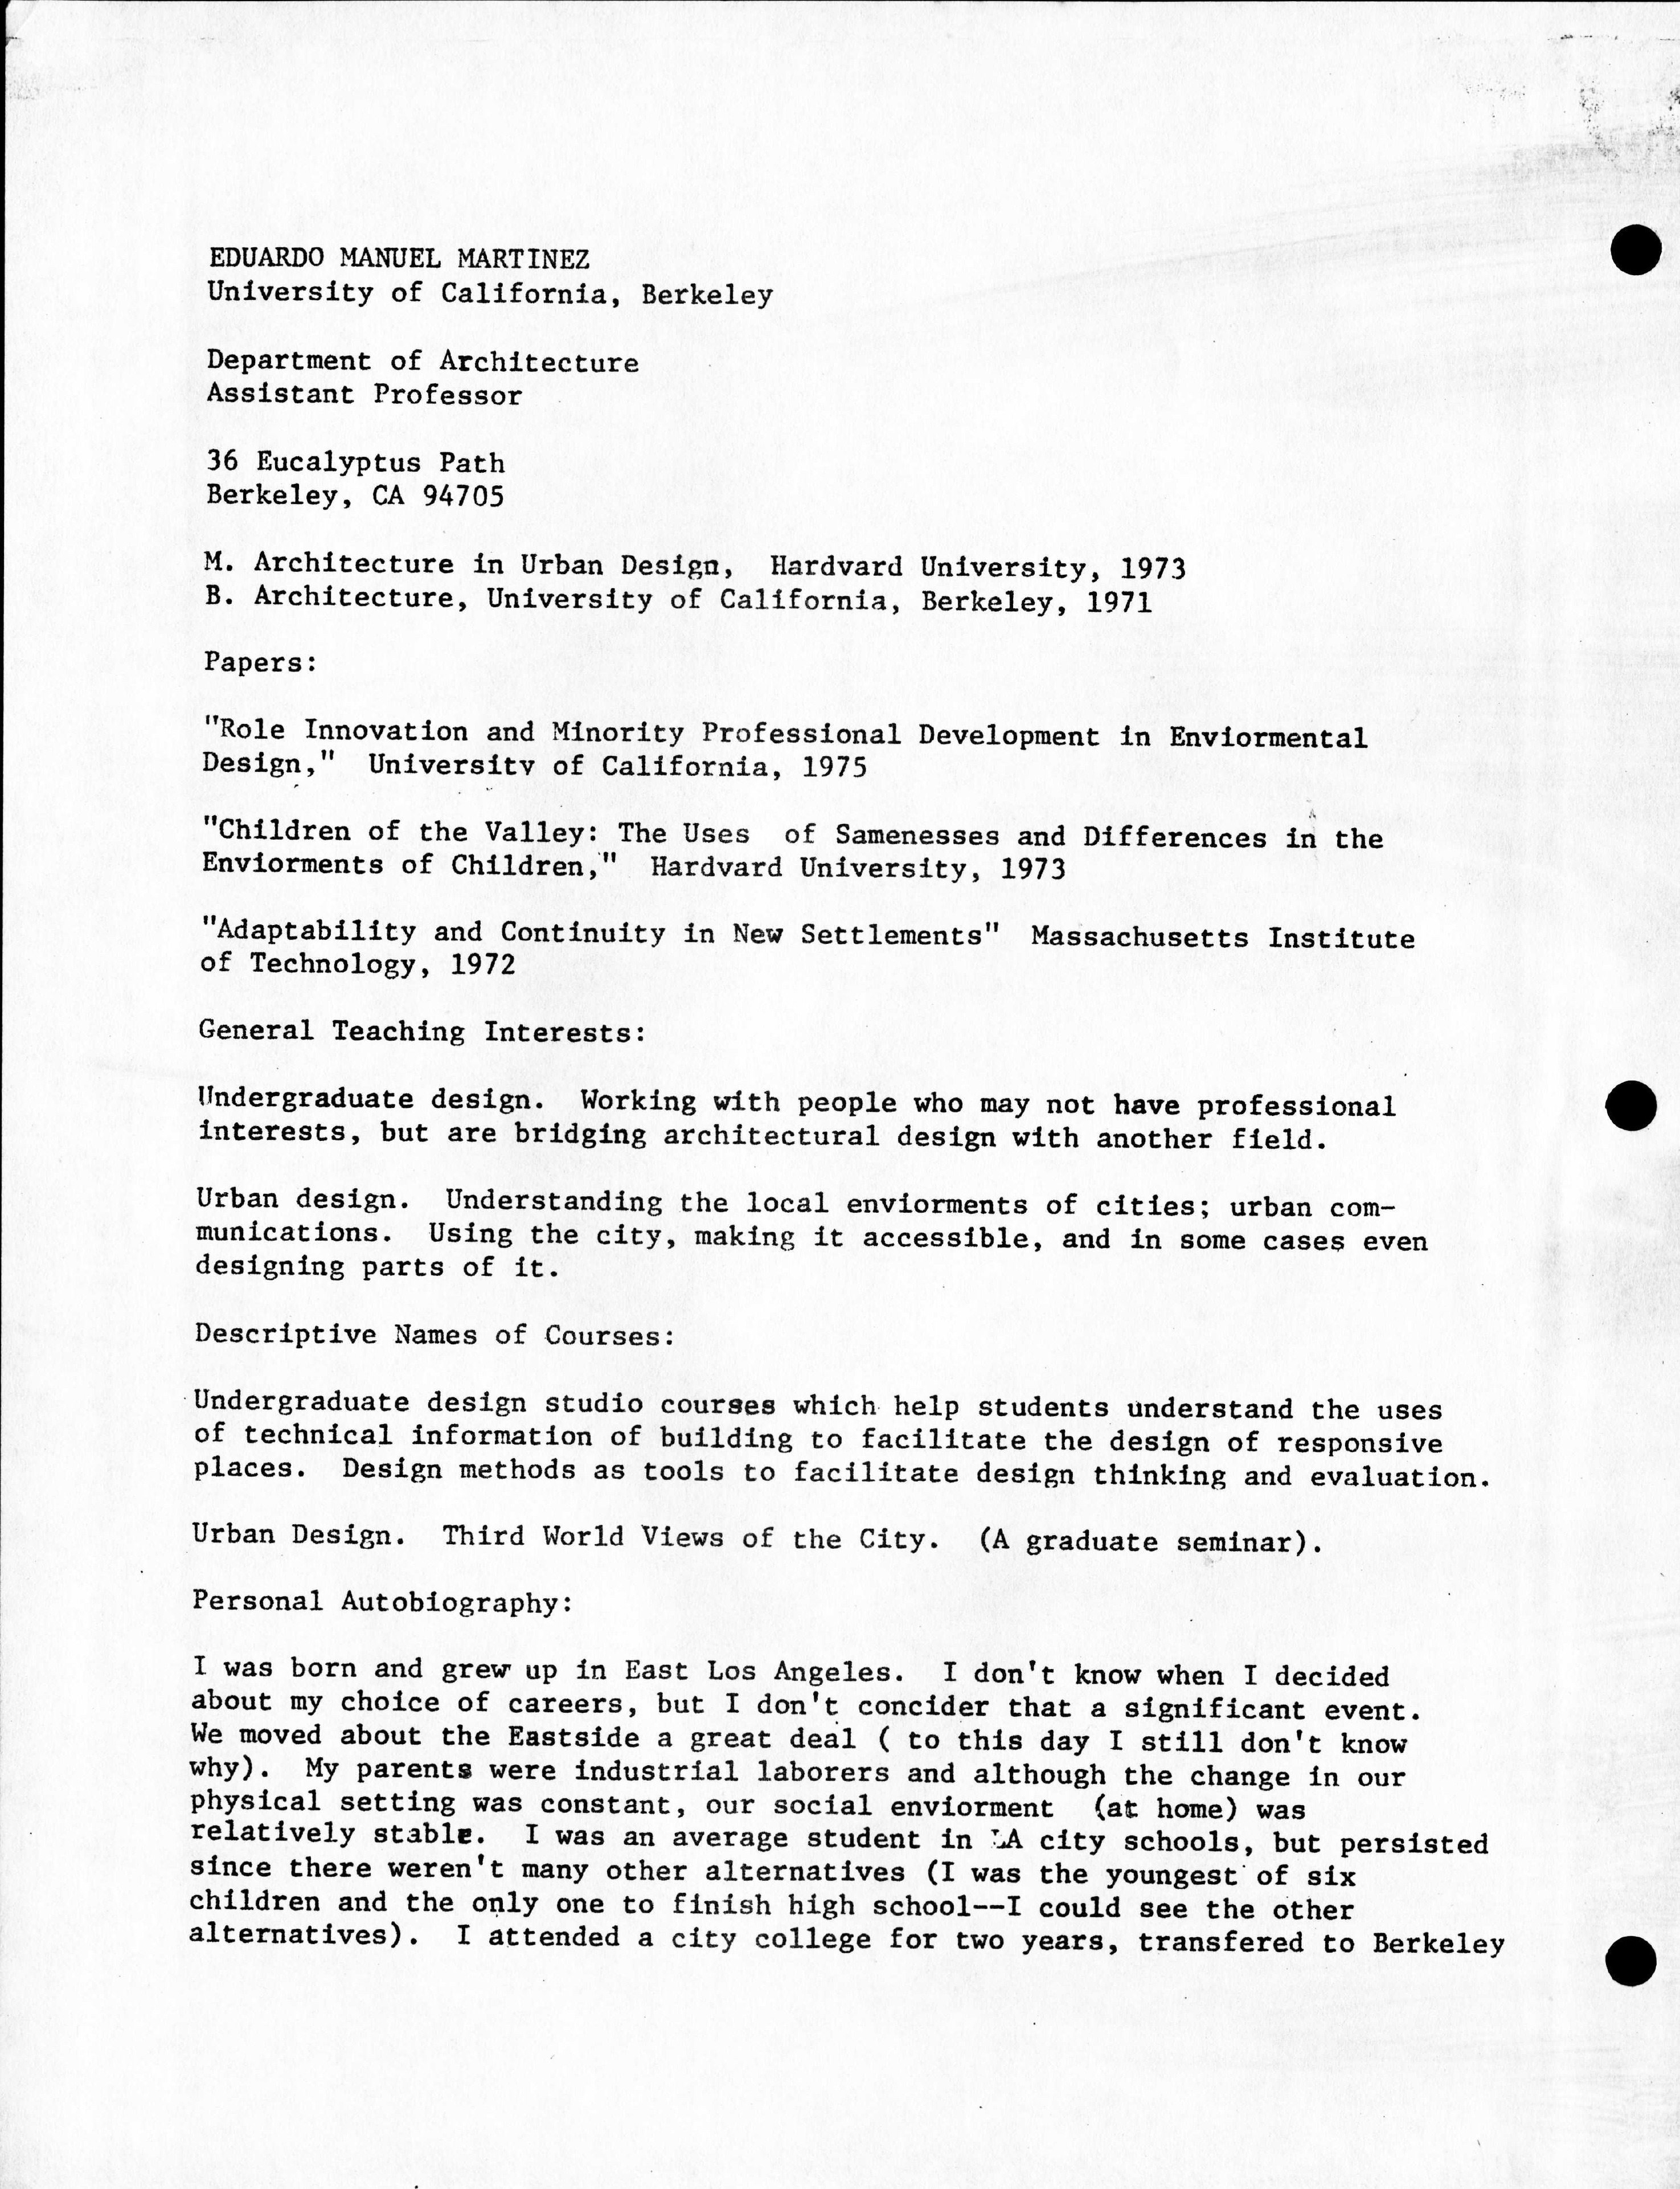 EDUARDO MANUEL MARTINEZ
University of California, Berkeley
Department of Architecture
Assistant Professor
36 Eucalyptus Path
Berkeley, CA 94705
M. Architecture in Urban Design,  Hardvard University, 1973
B. Architecture, University of California, Berkeley, 1971
Papers:
"Role Innovation and Minority Professional Development in Enviormental
Design,"  University of California, 1975
"Children of the Valley: The Uses  of Samenesses and Differences in the
Enviorments of Children,"  Hardvard University, 1973
"Adaptability and Continuity in New Settlements"  Massachusetts Institute
of Technology, 1972
General Teaching Interests:
Undergraduate design.  Working with people who may not have professional
interests, but are bridging architectural design with another field.
Urban design.  Understanding the local enviorments of cities; urban com-
munications.  Using the city, making it accessible, and in some cases even
designing parts of it.
Descriptive Names of Courses:
Undergraduate design studio courses which help students understand the uses
of technical information of building to facilitate the design of responsive
places.  Design methods as tools to facilitate design thinking and evaluation.
Urban Design.  Third World Views of the City.  (A graduate seminar).
Personal Autobiography:
I was born and grew up in East Los Angeles.  I don't know when I decided
about my choice of careers, but I don't concider that a significant event.
We moved about the Eastside a great deal ( to this day I still don't know
why).  My parents were industrial laborers and although the change in our
physical setting was constant, our social enviorment  (at home) was
relatively stable.  I was an average student in LA city schools, but persisted
since there weren't many other alternatives (I was the youngest of six
children and the only one to finish high school--I could see the other
alternatives).  I attended a city college for two years, transfered to Berkeley